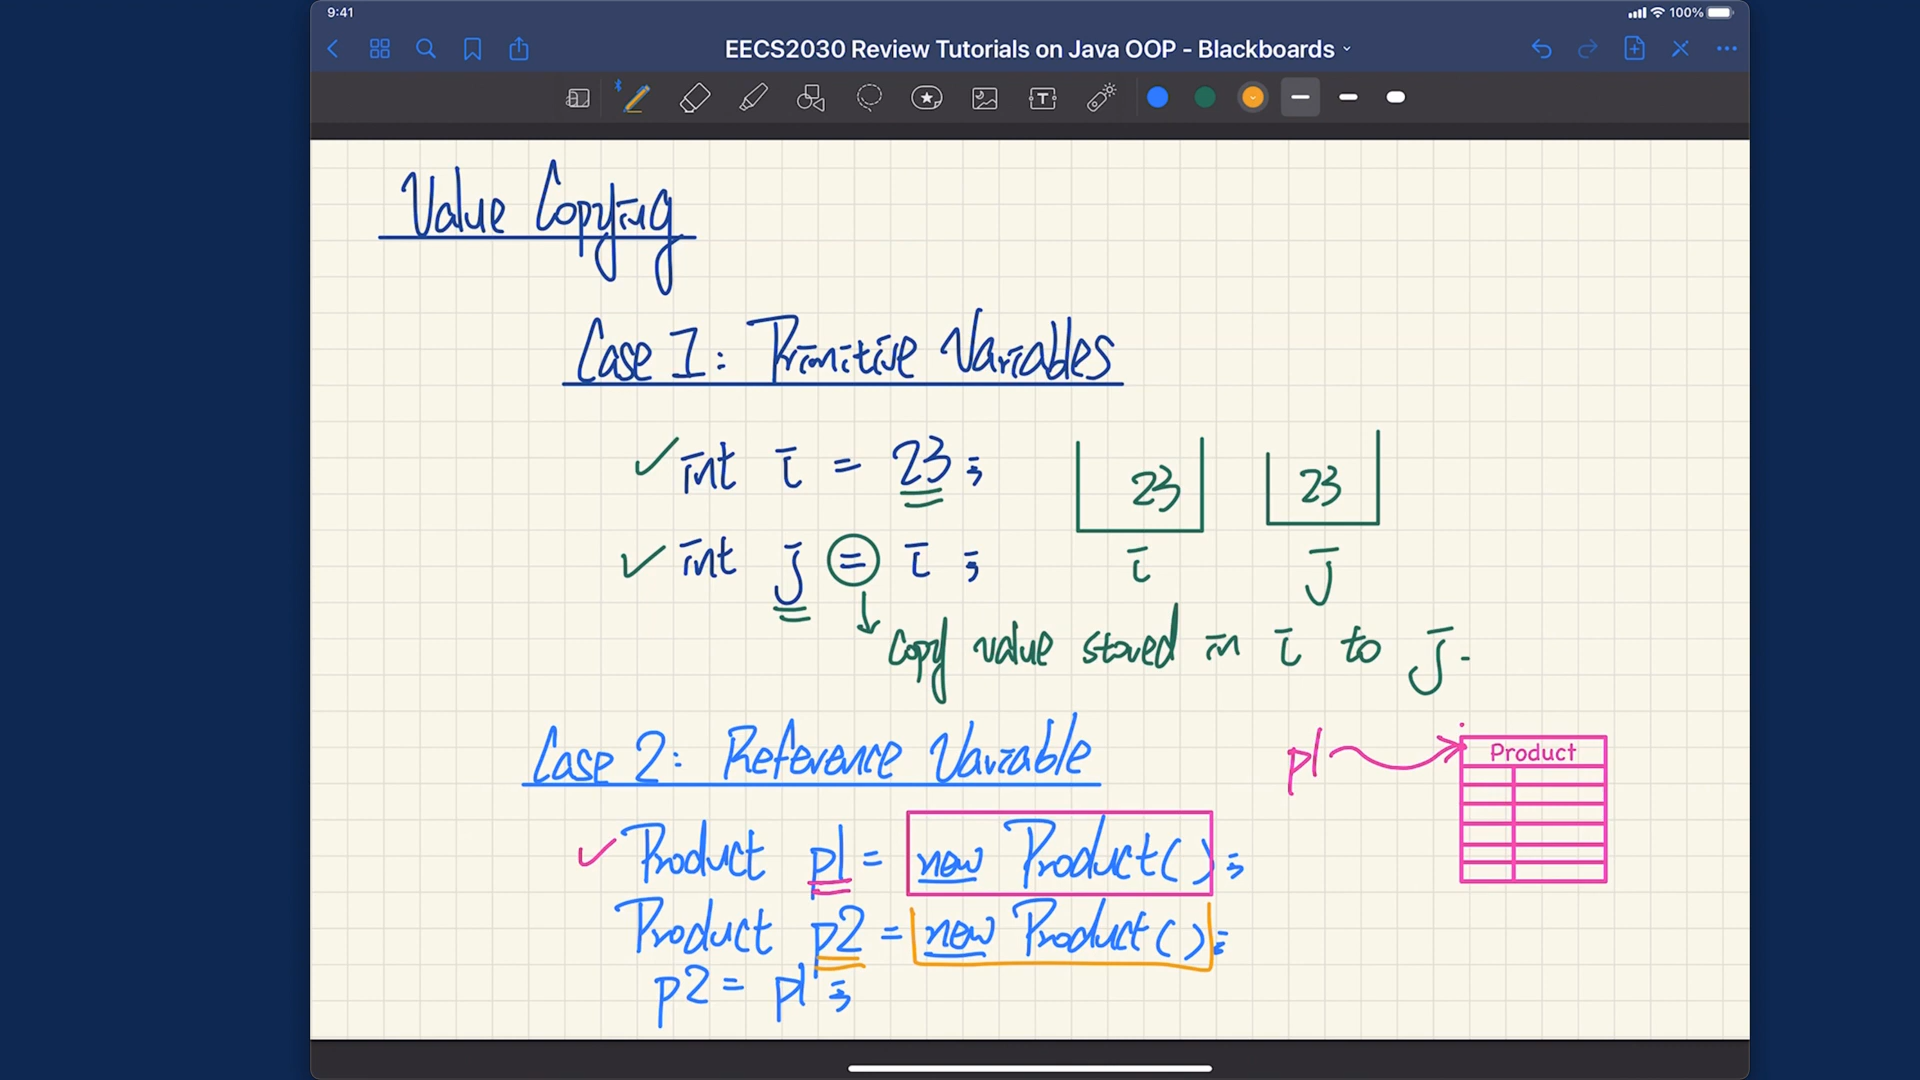 9:41
100%
EECS2030 Review Tutorials on Java OOP - Blackboards
Value Copying
Case 1: Primitive Variables
int i = 23;
23 23
int j = i;
i j
copy value stored in i to j.
Case 2: Reference Variable
p1
Product
Product p1 = new Product();
Product p2 = new Product();
p2 = p1;